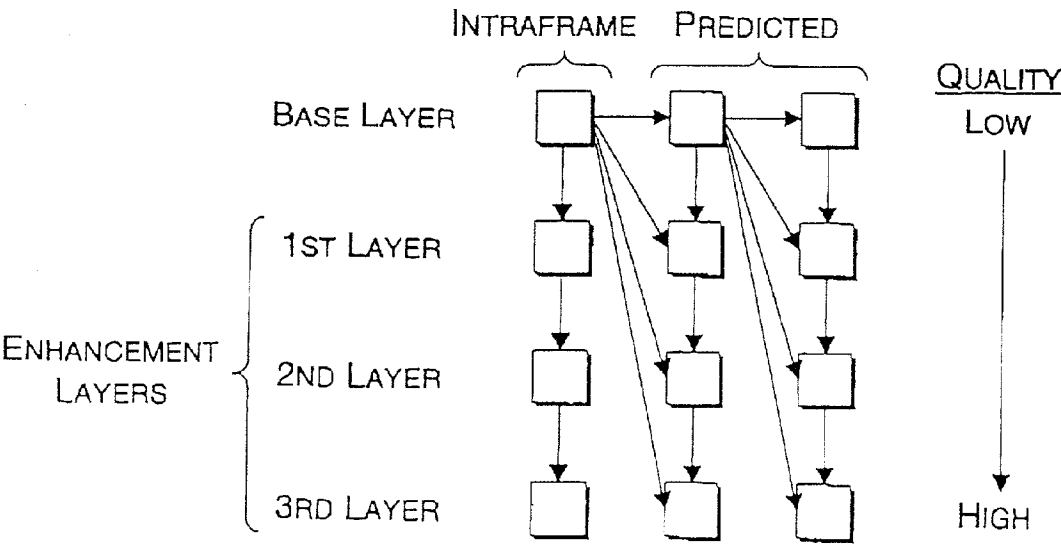 INTRAFRAME PREDICTED
QUALITY
BASE LAYER
LOW
1ST LAYER
ENHANCEMENT
LAYERS
2ND LAYER
3RD LAYER
HIGH